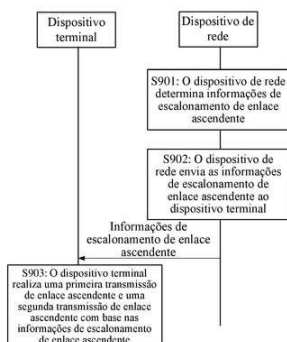 Dispositivo
terminal
Dispositivo de
rede
S901: O dispositivo de rede
determina informações de
escalonamento de enlace
ascendente
S902: O dispositivo de
rede envia as informações
de escalonamento de
enlace ascendente ao
dispositivo terminal
Informações de
escalonamento de enlace
ascendente
S903: O dispositivo terminal
realiza uma primeira transmissão
de enlace ascendente e uma
segunda transmissão de enlace
ascendente com base nas
informações de escalonamento
de enlace ascendente